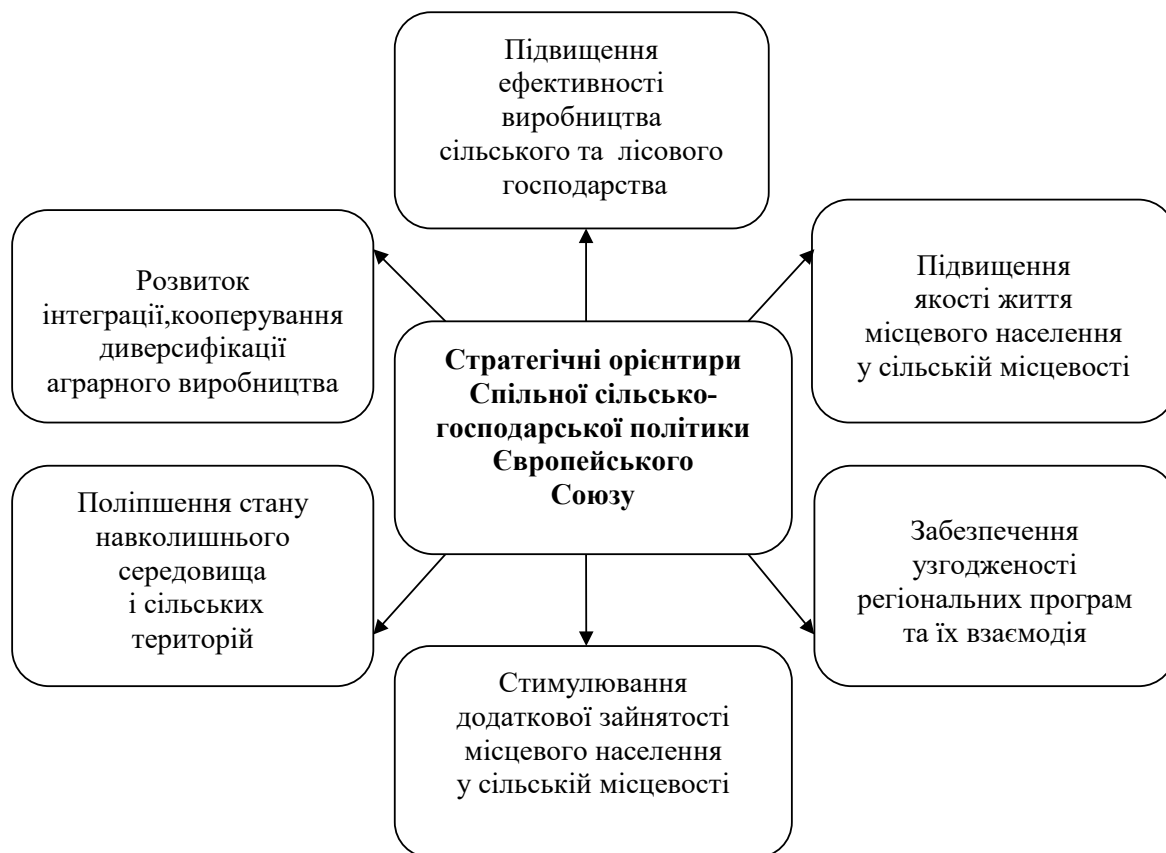 Підвищення
ефективності
виробництва
сільського та лісового
господарства
Розвиток
інтеграції,кооперування
диверсифікації
аграрного виробництва
Підвищення
якості життя
місцевого населення
у сільській місцевості
Стратегічні орієнтири
Спільної сільсько-
господарської політики
Європейського
Союзу
Поліпшення стану
навколишнього
середовища
і сільських
територій
Забезпечення
узгодженості
регіональних програм
та їх взаємодія
Стимулювання
додаткової зайнятості
місцевого населення
у сільській місцевості